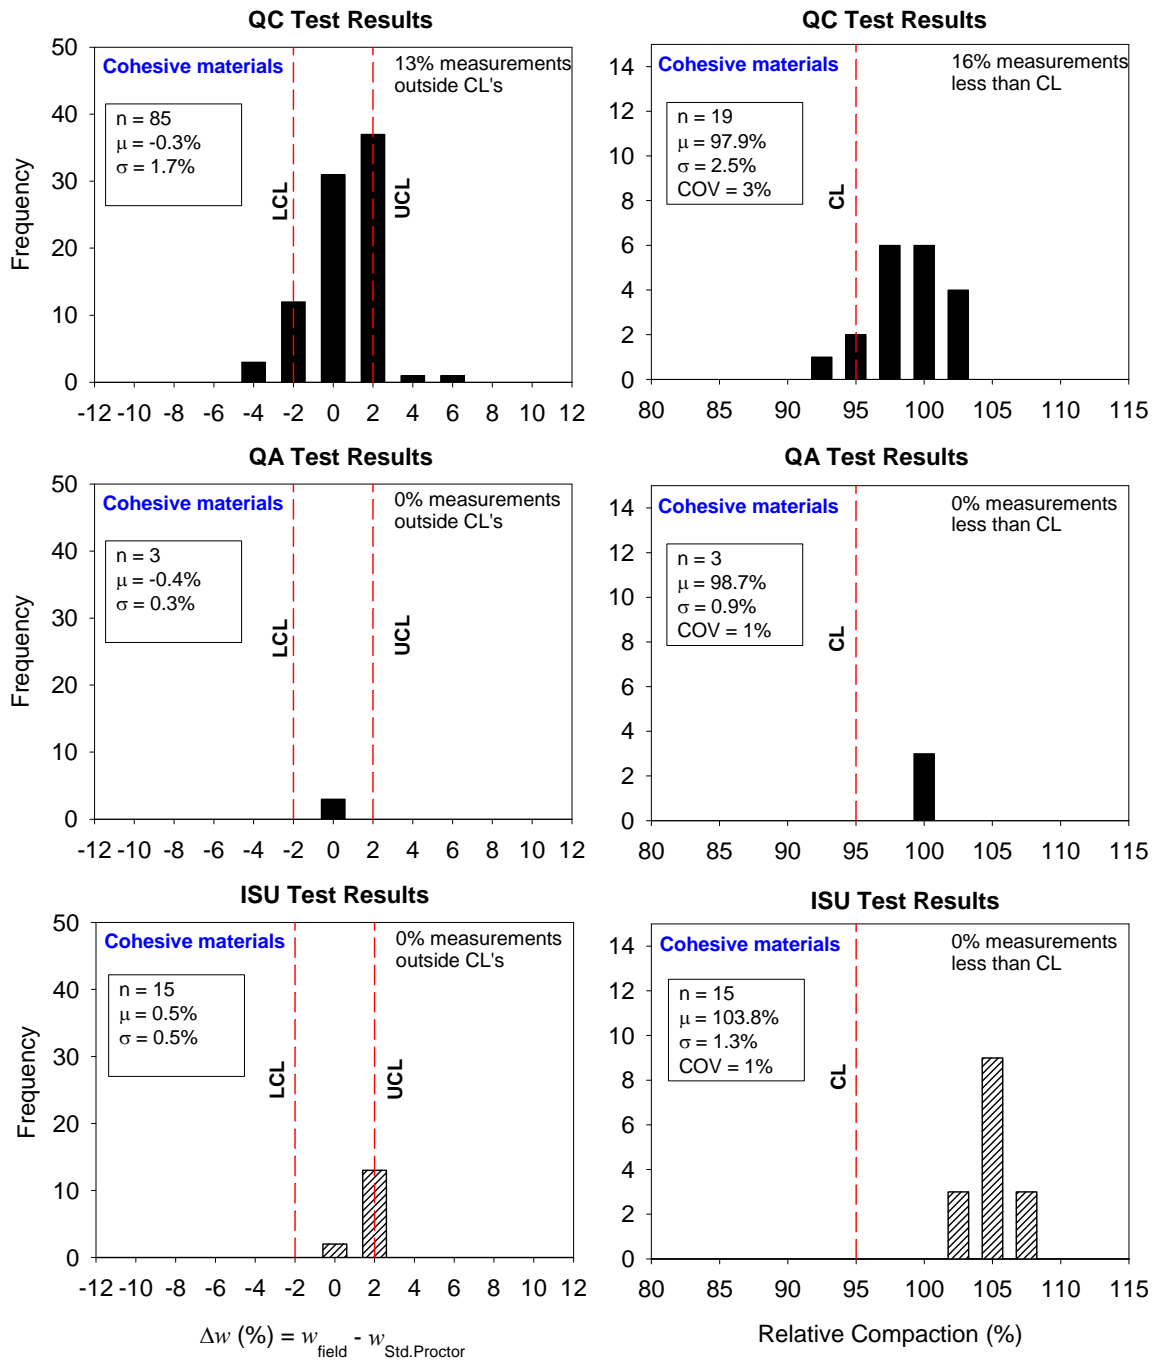 QC Test Results
Cohesive materials
13% measurements
outside CL's
n = 85
μ = -0.3%
σ = 1.7%
LCL
UCL
Frequency
50
40
30
20
10
0
-12 -10 -8 -6 -4 -2 0 2 4 6 8 10 12
QC Test Results
Cohesive materials
16% measurements
less than CL
n = 19
μ = 97.9%
σ = 2.5%
COV = 3%
CL
14
12
10
8
6
4
2
0
80 85 90 95 100 105 110 115
QA Test Results
Cohesive materials
0% measurements
outside CL's
n = 3
μ = -0.4%
σ = 0.3%
LCL
UCL
Frequency
50
40
30
20
10
0
-12 -10 -8 -6 -4 -2 0 2 4 6 8 10 12
QA Test Results
Cohesive materials
0% measurements
less than CL
n = 3
μ = 98.7%
σ = 0.9%
COV = 1%
CL
14
12
10
8
6
4
2
0
80 85 90 95 100 105 110 115
ISU Test Results
Cohesive materials
0% measurements
outside CL's
n = 15
μ = 0.5%
σ = 0.5%
LCL
UCL
Frequency
50
40
30
20
10
0
-12 -10 -8 -6 -4 -2 0 2 4 6 8 10 12
Δw (%) = w field - w Std.Proctor
ISU Test Results
Cohesive materials
0% measurements
less than CL
n = 15
μ = 103.8%
σ = 1.3%
COV = 1%
CL
14
12
10
8
6
4
2
0
80 85 90 95 100 105 110 115
Relative Compaction (%)